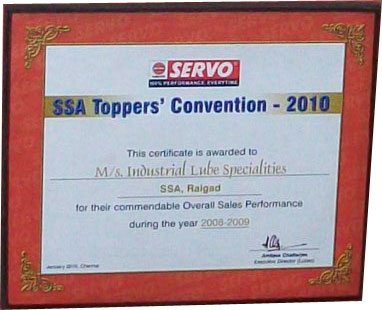 SERVO
100% PERFORMANCE. EVERYTIME.
SSA Toppers' Convention - 2010
This certificate is awarded to
M/s. Industrial Lube Specialities
SSA, Raigad
for their commendable Overall Sales Performance
during the year 2008-2009
Amitava Chatterjee
Executive Director (Lubes)
January 2010, Chennai